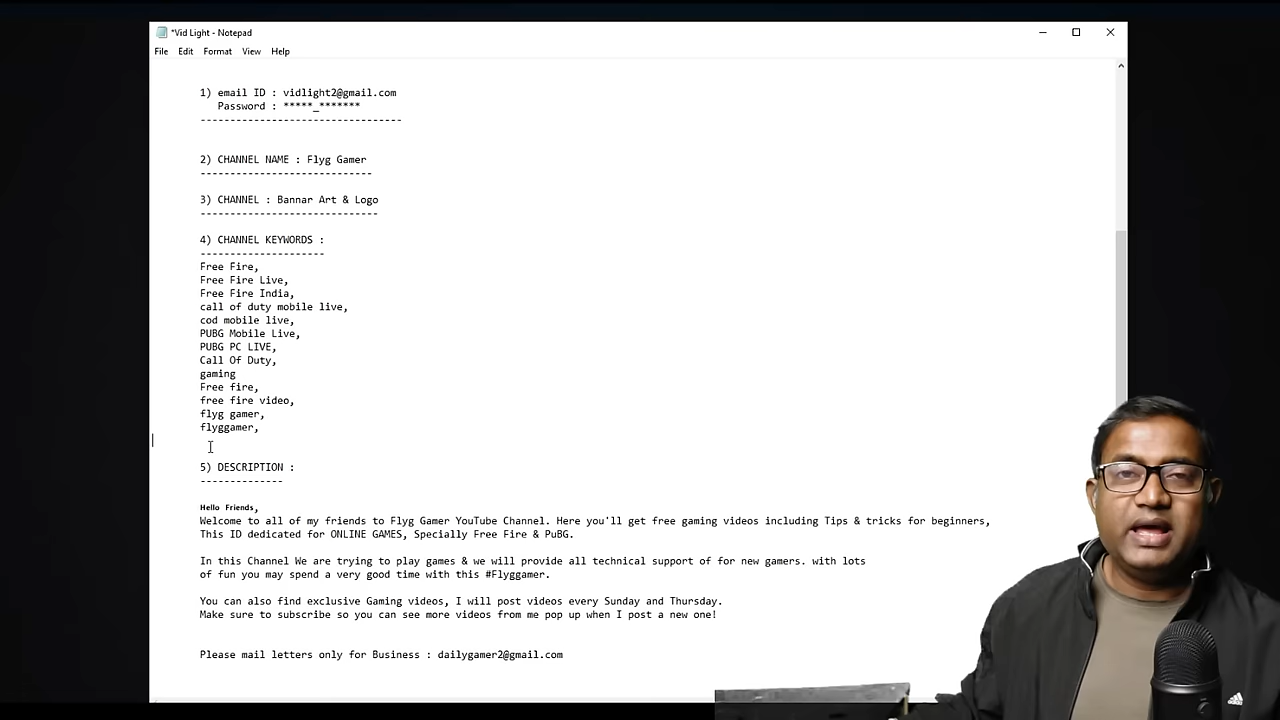 *Vid Light - Notepad
File Edit Format View Help
1) email ID : vidlight2@gmail.com
Password : *****_*******
----------------------------------
2) CHANNEL NAME : Flyg Gamer
-----------------------------
3) CHANNEL : Bannar Art & Logo
------------------------------
4) CHANNEL KEYWORDS :
---------------------
Free Fire,
Free Fire Live,
Free Fire India,
call of duty mobile live,
cod mobile live,
PUBG Mobile Live,
PUBG PC LIVE,
Call Of Duty,
gaming
Free fire,
free fire video,
flyg gamer,
flyggamer,
5) DESCRIPTION :
--------------
Hello Friends,
Welcome to all of my friends to Flyg Gamer YouTube Channel. Here you'll get free gaming videos including Tips & tricks for beginners,
This ID dedicated for ONLINE GAMES, Specially Free Fire & PuBG.
In this Channel We are trying to play games & we will provide all technical support of for new gamers. with lots
of fun you may spend a very good time with this #Flyggamer.
You can also find exclusive Gaming videos, I will post videos every Sunday and Thursday.
Make sure to subscribe so you can see more videos from me pop up when I post a new one!
Please mail letters only for Business : dailygamer2@gmail.com